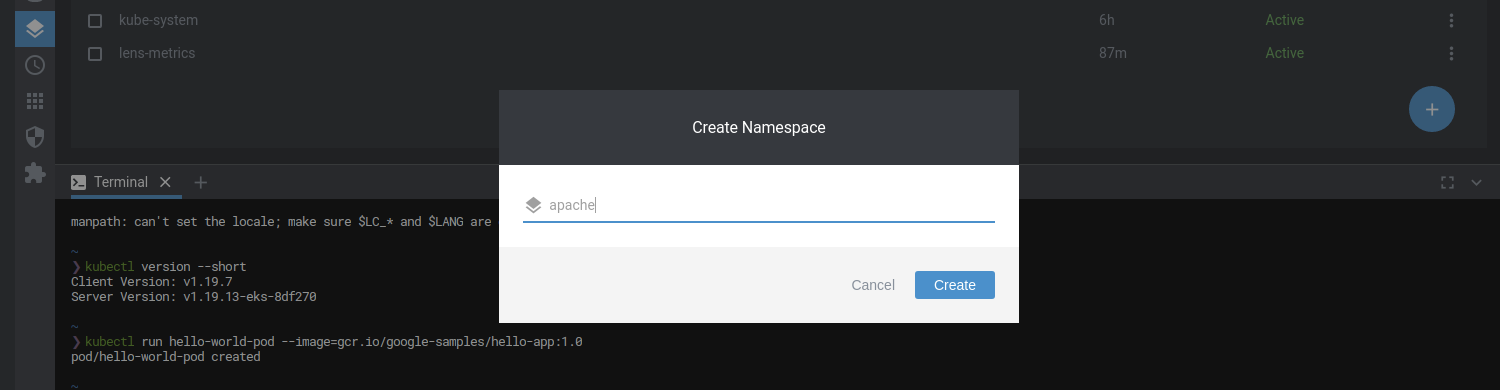 kube-system 6h Active
lens-metrics 87m Active
Create Namespace
apache
Cancel Create
Terminal
manpath: can't set the locale; make sure $LC_* and $LANG are
~
❯ kubectl version --short
Client Version: v1.19.7
Server Version: v1.19.13-eks-8df270
~
❯ kubectl run hello-world-pod --image=gcr.io/google-samples/hello-app:1.0
pod/hello-world-pod created
~